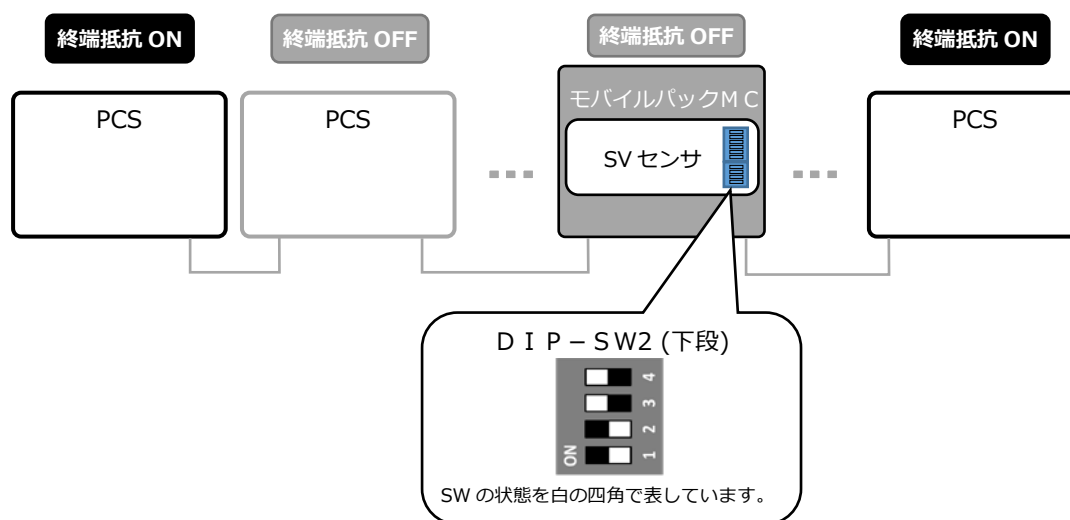 終端抵抗 ON
終端抵抗 OFF
終端抵抗 OFF
終端抵抗 ON
PCS
PCS
モバイルパックＭＣ
SV センサ
PCS
ＤＩＰ－ＳＷ2 (下段)
4
3
2
1
ON
SW の状態を白の四角で表しています。